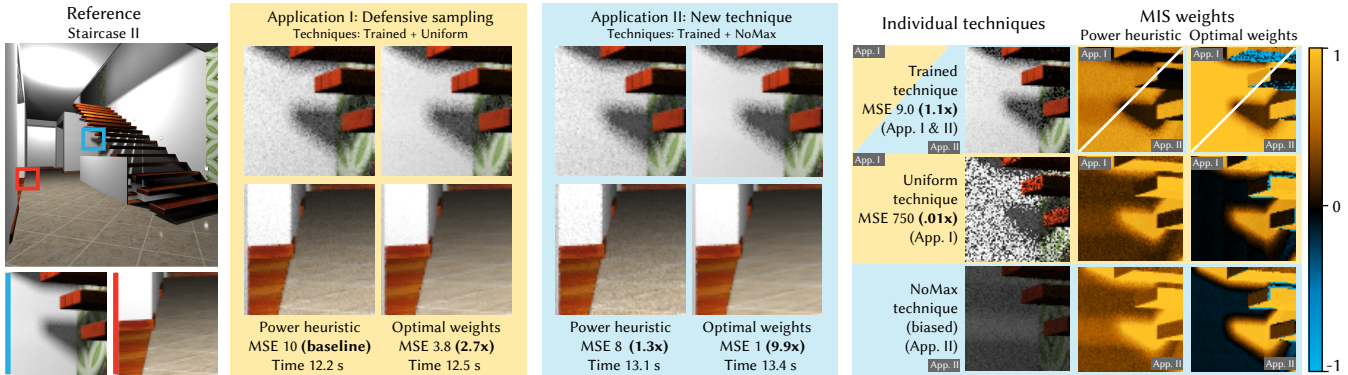 Reference
Staircase II
Application I: Defensive sampling
Techniques: Trained + Uniform
Power heuristic
MSE 10 (baseline)
Time 12.2 s
Optimal weights
MSE 3.8 (2.7x)
Time 12.5 s
Application II: New technique
Techniques: Trained + NoMax
Power heuristic
MSE 8 (1.3x)
Time 13.1 s
Optimal weights
MSE 1 (9.9x)
Time 13.4 s
Individual techniques
MIS weights
Power heuristic
Optimal weights
App. I
Trained
technique
MSE 9.0 (1.1x)
(App. I & II)
App. II
App. I
App. II
App. I
App. II
App. I
Uniform
technique
MSE 750 (.01x)
(App. I)
App. I
App. I
NoMax
technique
(biased)
(App. II)
App. II
App. II
App. II
1
0
-1